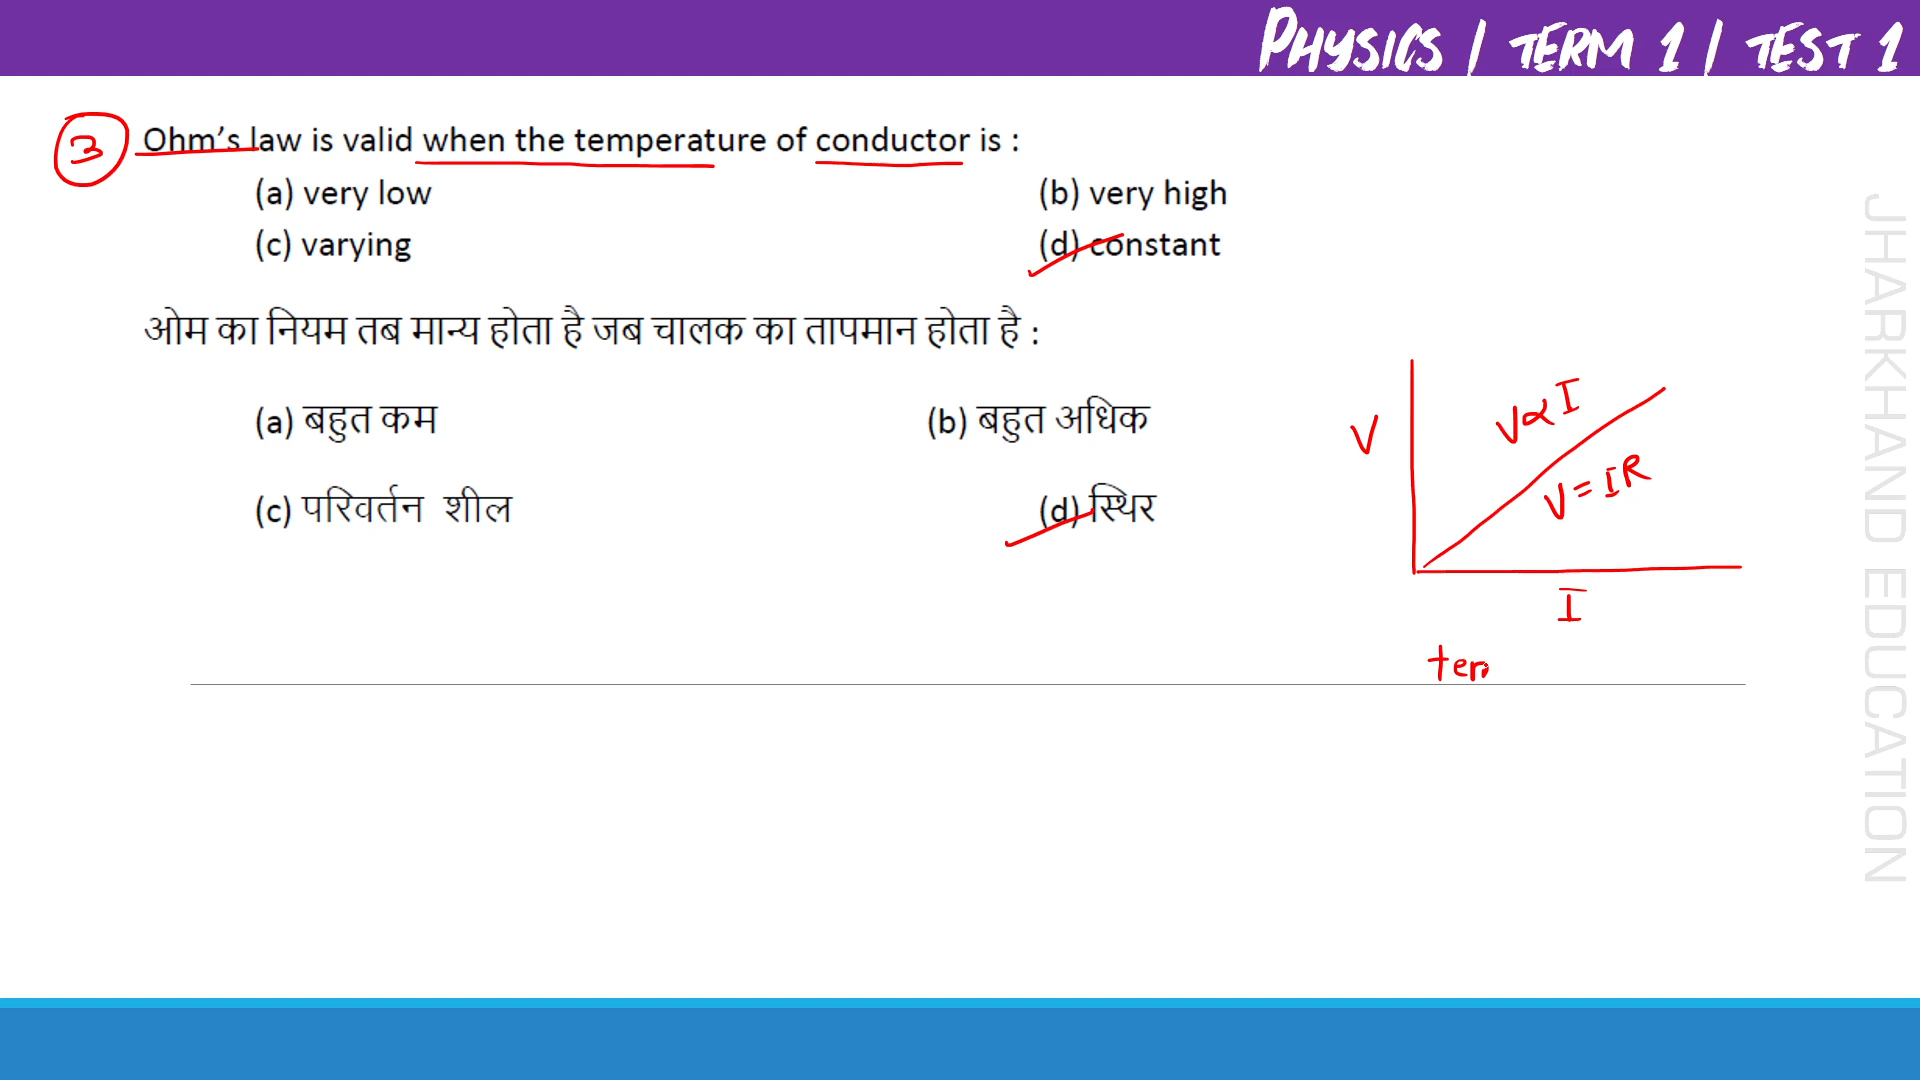 PHYSICS | TERM 1 | TEST 1
3 Ohm's law is valid when the temperature of conductor is :
(a) very low (b) very high
(c) varying (d) constant
ओम का नियम तब मान्य होता है जब चालक का तापमान होता है :
(a) बहुत कम (b) बहुत अधिक
(c) परिवर्तन शील (d) स्थिर
V
V∝I
V=IR
I
tem
JHARKHAND EDUCATION